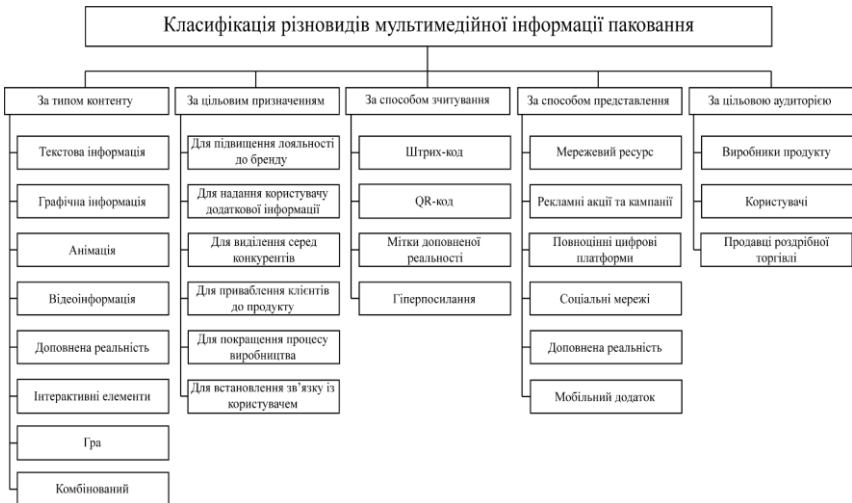 Класифікація різновидів мультимедійної інформації паковання
За типом контенту
Текстова інформація
Графічна інформація
Анімація
Відеоінформація
Доповнена реальність
Інтерактивні елементи
Гра
Комбінований
За цільовим призначенням
Для підвищення лояльності
до бренду
Для надання користувачу
додаткової інформації
Для виділення серед
конкурентів
Для приваблення клієнтів
до продукту
Для покращення процесу
виробництва
Для встановлення зв’язку із
користувачем
За способом зчитування
Штрих-код
QR-код
Мітки доповненої
реальності
Гіперпосилання
За способом представлення
Мережевий ресурс
Рекламні акції та кампанії
Повноцінні цифрові
платформи
Соціальні мережі
Доповнена реальність
Мобільний додаток
За цільовою аудиторією
Виробники продукту
Користувачі
Продавці роздрібної
торгівлі